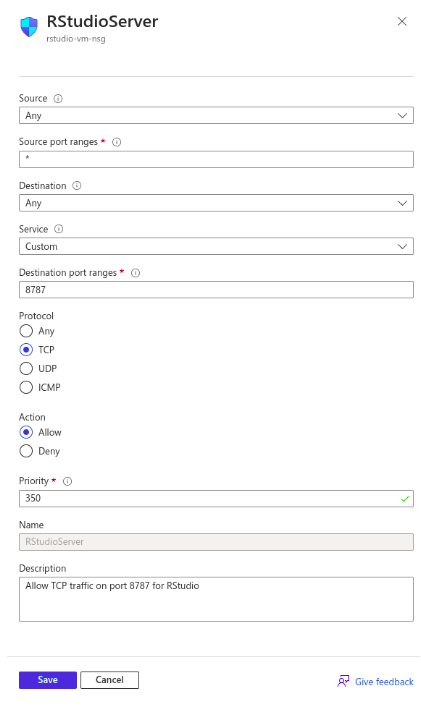 RStudioServer
rstudio-vm-nsg
Source
Any
Source port ranges *
*
Destination
Any
Service
Custom
Destination port ranges *
8787
Protocol
Any
TCP
UDP
ICMP
Action
Allow
Deny
Priority *
350
Name
RStudioServer
Description
Allow TCP traffic on port 8787 for RStudio
Save Cancel Give feedback